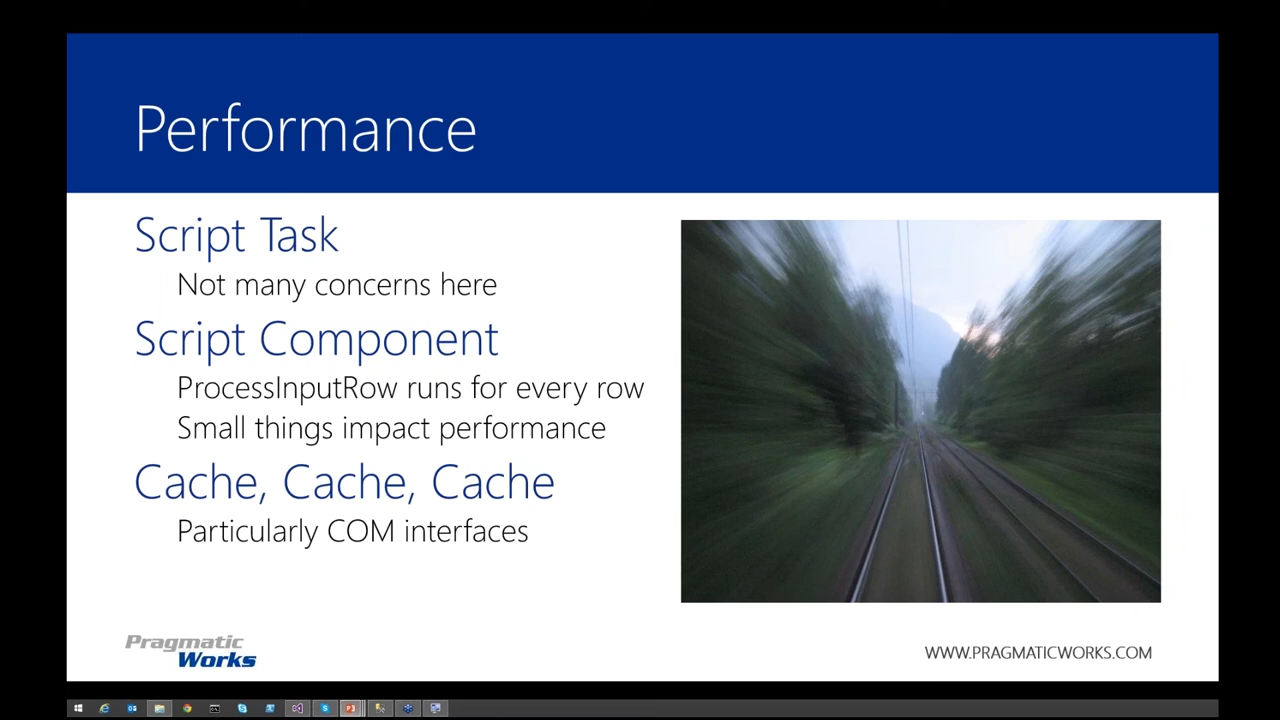 Performance
Script Task
Not many concerns here
Script Component
ProcessInputRow runs for every row
Small things impact performance
Cache, Cache, Cache
Particularly COM interfaces
Pragmatic
Works
WWW.PRAGMATICWORKS.COM